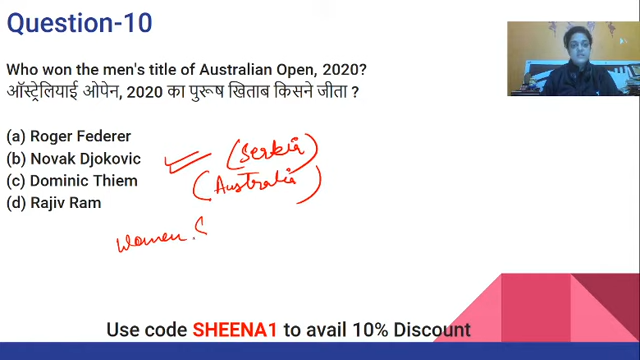 Question-10
Who won the men's title of Australian Open, 2020?
ऑस्ट्रेलियाई ओपेन, 2020 का पुरूष खिताब किसने जीता ?
(a) Roger Federer
(b) Novak Djokovic
(Serbia)
(c) Dominic Thiem
(Australia)
(d) Rajiv Ram
women. (
Use code SHEENA1 to avail 10% Discount